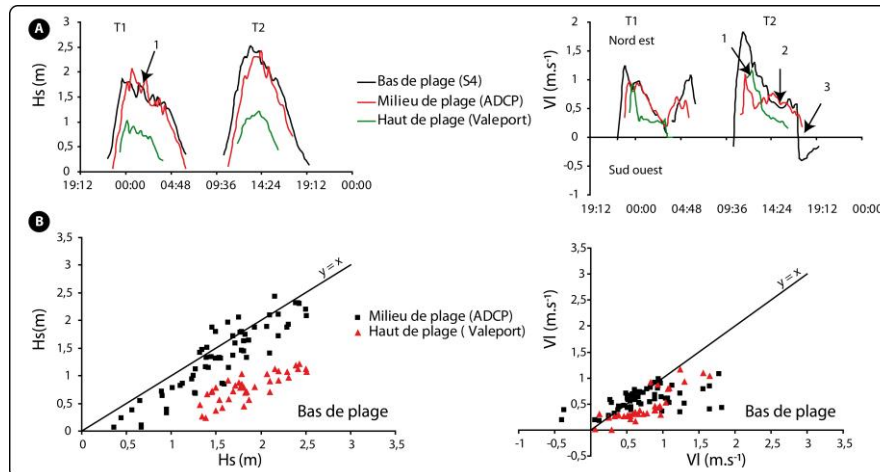 A
T1 T2
1
Hs (m)
3
2,5
2
1,5
1
0,5
0
19:12 00:00 04:48 09:36 14:24 19:12 00:00
Bas de plage (S4)
Milieu de plage (ADCP)
Haut de plage (Valeport)
T1 T2
Nord est
1 2 3
Sud ouest
Vl (m.s⁻¹)
2
1,5
1
0,5
0
-0,5
-1
19:12 00:00 04:48 09:36 14:24 19:12 00:00
B
Hs(m)
3,5
3
2,5
2
1,5
1
0,5
0
y = x
Bas de plage
0 0,5 1 1,5 2 2,5 3 3,5
Hs (m)
Milieu de plage (ADCP)
Haut de plage ( Valeport)
Vl (m.s⁻¹)
3,5
3
2,5
2
1,5
1
0,5
0
-0,5
y = x
Bas de plage
-1 -0,5 0,5 1 1,5 2 2,5 3 3,5
Vl (m.s⁻¹)